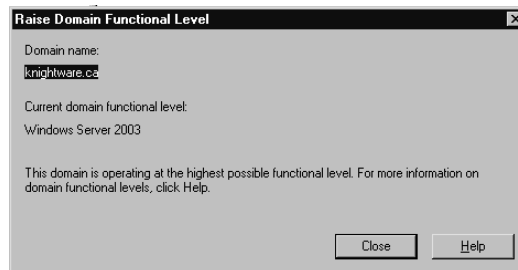 Raise Domain Functional Level
Domain name:
knightware.ca
Current domain functional level:
Windows Server 2003
This domain is operating at the highest possible functional level. For more information on
domain functional levels, click Help.
Close
Help